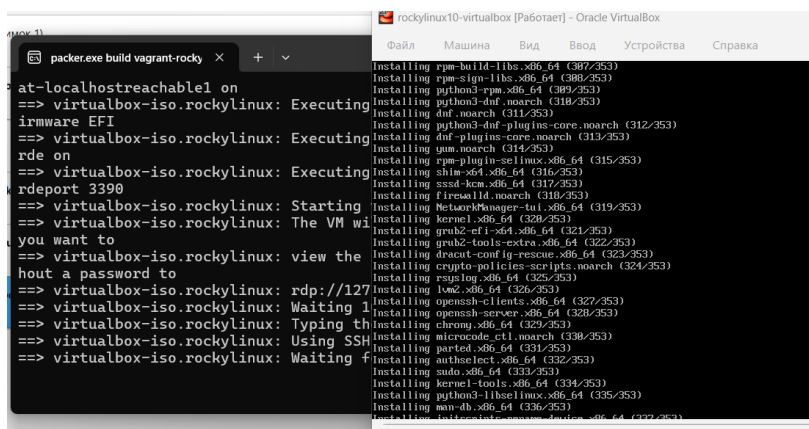 packer.exe build vagrant-rocky
at-localhostreachable1 on
==> virtualbox-iso.rockylinux: Executing
irmware EFI
==> virtualbox-iso.rockylinux: Executing
rde on
==> virtualbox-iso.rockylinux: Executing
rdeport 3390
==> virtualbox-iso.rockylinux: Starting
==> virtualbox-iso.rockylinux: The VM wi
you want to
==> virtualbox-iso.rockylinux: view the
hout a password to
==> virtualbox-iso.rockylinux: rdp://127
==> virtualbox-iso.rockylinux: Waiting 1
==> virtualbox-iso.rockylinux: Typing th
==> virtualbox-iso.rockylinux: Using SSH
==> virtualbox-iso.rockylinux: Waiting f
rockylinux10-virtualbox [Работает] - Oracle VirtualBox
Файл Машина Вид Ввод Устройства Справка
Installing rpm-build-libs.x86_64 (307/353)
Installing rpm-sign-libs.x86_64 (308/353)
Installing python3-rpm.x86_64 (309/353)
Installing python3-dnf.noarch (310/353)
Installing dnf.noarch (311/353)
Installing python3-dnf-plugins-core.noarch (312/353)
Installing dnf-plugins-core.noarch (313/353)
Installing yum.noarch (314/353)
Installing rpm-plugin-selinux.x86_64 (315/353)
Installing shim-x64.x86_64 (316/353)
Installing sssd-kcm.x86_64 (317/353)
Installing firewalld.noarch (318/353)
Installing NetworkManager-tui.x86_64 (319/353)
Installing kernel.x86_64 (320/353)
Installing grub2-efi-x64.x86_64 (321/353)
Installing grub2-tools-extra.x86_64 (322/353)
Installing dracut-config-rescue.x86_64 (323/353)
Installing crypto-policies-scripts.noarch (324/353)
Installing rsyslog.x86_64 (325/353)
Installing lvm2.x86_64 (326/353)
Installing openssh-clients.x86_64 (327/353)
Installing openssh-server.x86_64 (328/353)
Installing chrony.x86_64 (329/353)
Installing microcode_ctl.noarch (330/353)
Installing parted.x86_64 (331/353)
Installing authselect.x86_64 (332/353)
Installing sudo.x86_64 (333/353)
Installing kernel-tools.x86_64 (334/353)
Installing python3-libselinux.x86_64 (335/353)
Installing man-db.x86_64 (336/353)
Installing initscripts-rename-device.x86_64 (337/353)